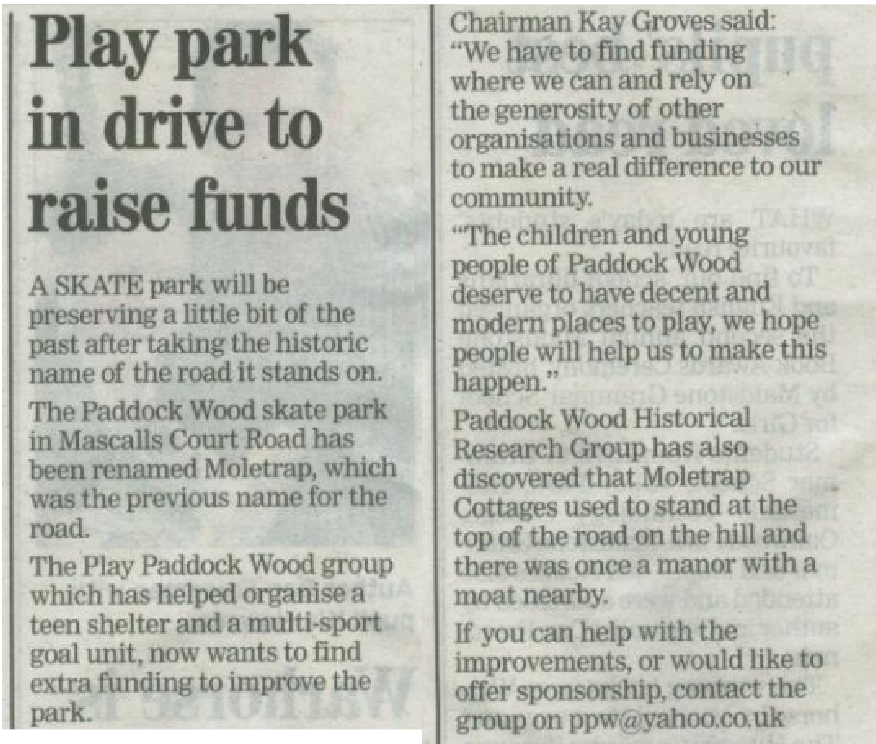 Play park
in drive to
raise funds
A SKATE park will be
preserving a little bit of the
past after taking the historic
name of the road it stands on.
The Paddock Wood skate park
in Mascalls Court Road has
been renamed Moletrap, which
was the previous name for the
road.
The Play Paddock Wood group
which has helped organise a
teen shelter and a multi-sport
goal unit, now wants to find
extra funding to improve the
park.
Chairman Kay Groves said:
“We have to find funding
where we can and rely on
the generosity of other
organisations and businesses
to make a real difference to our
community.
“The children and young
people of Paddock Wood
deserve to have decent and
modern places to play, we hope
people will help us to make this
happen.”
Paddock Wood Historical
Research Group has also
discovered that Moletrap
Cottages used to stand at the
top of the road on the hill and
there was once a manor with a
moat nearby.
If you can help with the
improvements, or would like to
offer sponsorship, contact the
group on ppw@yahoo.co.uk